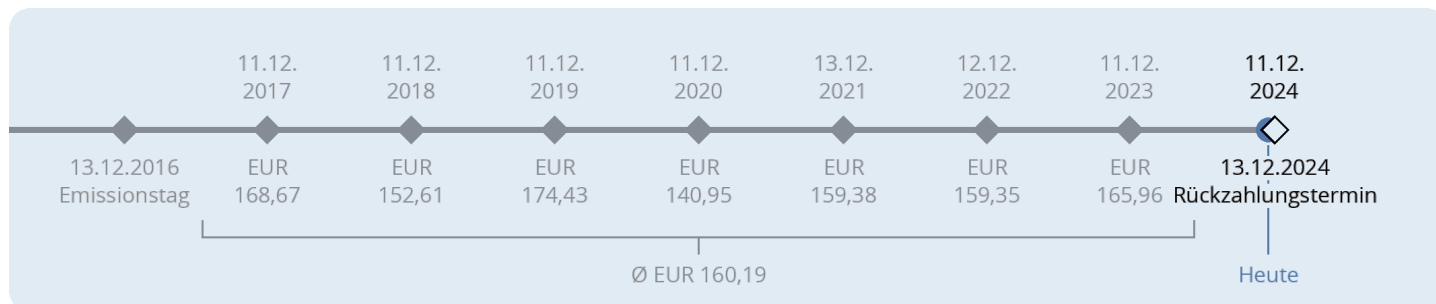 11.12.
2017
11.12.
2018
11.12.
2019
11.12.
2020
13.12.
2021
12.12.
2022
11.12.
2023
11.12.
2024
13.12.2016
Emissionstag
EUR
168,67
EUR
152,61
EUR
174,43
EUR
140,95
EUR
159,38
EUR
159,35
EUR
165,96
13.12.2024
Rückzahlungstermin
Ø EUR 160,19
Heute